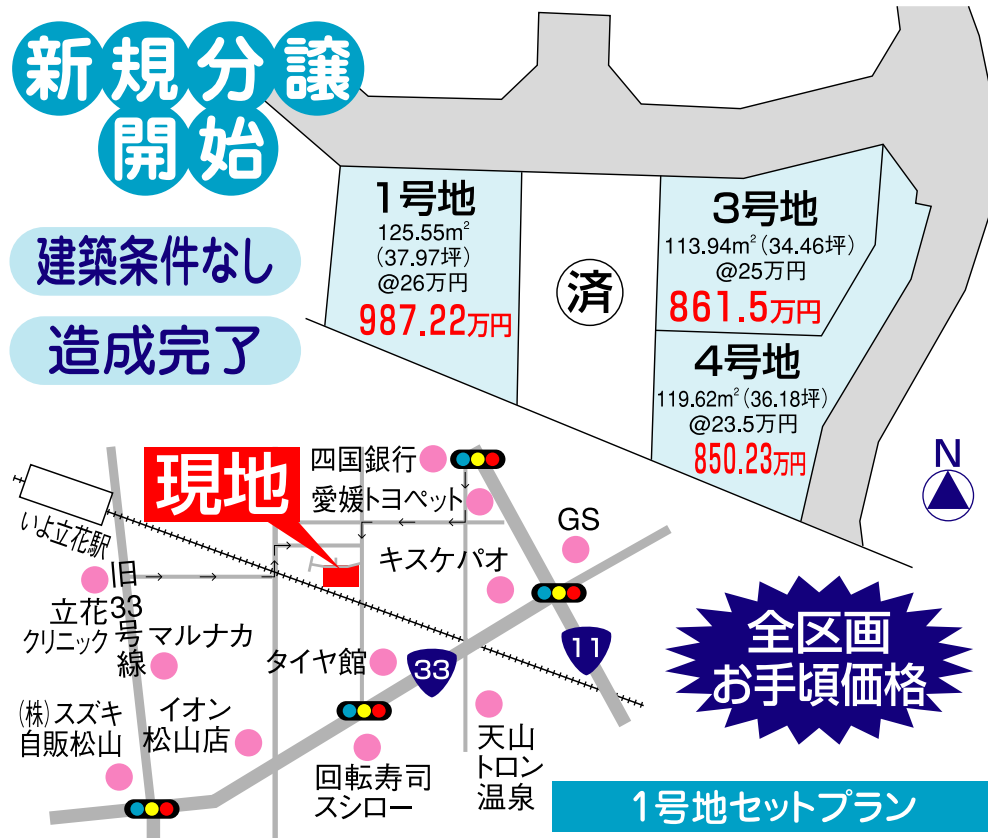 新規分譲
開始
建築条件なし
造成完了
1号地
125.55m²
(37.97坪)
@26万円
987.22万円
済
3号地
113.94m²(34.46坪)
@25万円
861.5万円
4号地
119.62m²(36.18坪)
@23.5万円
850.23万円
N
現地
四国銀行
愛媛トヨペット
いよ立花駅
GS
キスケパオ
立花
クリニック
旧33号線
マルナカ
タイヤ館
33
11
(株)スズキ
自販松山
イオン
松山店
回転寿司
スシロー
天山
トロン
温泉
全区画
お手頃価格
1号地セットプラン